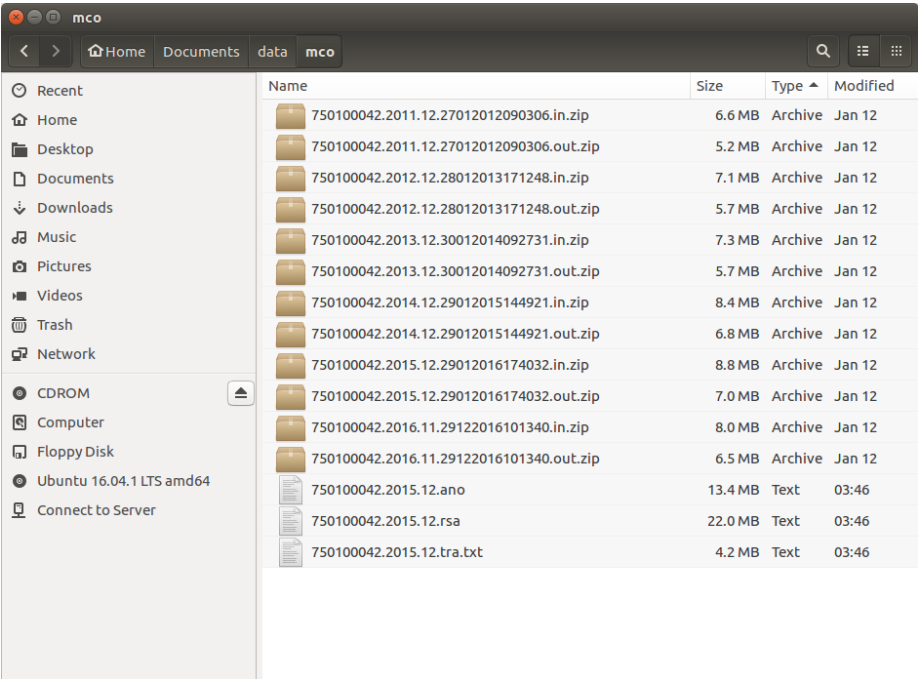 mco
Home Documents data mco
Recent
Home
Desktop
Documents
Downloads
Music
Pictures
Videos
Trash
Network
CDROM
Computer
Floppy Disk
Ubuntu 16.04.1 LTS amd64
Connect to Server
Name Size Type Modified
750100042.2011.12.27012012090306.in.zip 6.6 MB Archive Jan 12
750100042.2011.12.27012012090306.out.zip 5.2 MB Archive Jan 12
750100042.2012.12.28012013171248.in.zip 7.1 MB Archive Jan 12
750100042.2012.12.28012013171248.out.zip 5.7 MB Archive Jan 12
750100042.2013.12.30012014092731.in.zip 7.3 MB Archive Jan 12
750100042.2013.12.30012014092731.out.zip 5.7 MB Archive Jan 12
750100042.2014.12.29012015144921.in.zip 8.4 MB Archive Jan 12
750100042.2014.12.29012015144921.out.zip 6.8 MB Archive Jan 12
750100042.2015.12.29012016174032.in.zip 8.8 MB Archive Jan 12
750100042.2015.12.29012016174032.out.zip 7.0 MB Archive Jan 12
750100042.2016.11.29122016101340.in.zip 8.0 MB Archive Jan 12
750100042.2016.11.29122016101340.out.zip 6.5 MB Archive Jan 12
750100042.2015.12.ano 13.4 MB Text 03:46
750100042.2015.12.rsa 22.0 MB Text 03:46
750100042.2015.12.tra.txt 4.2 MB Text 03:46